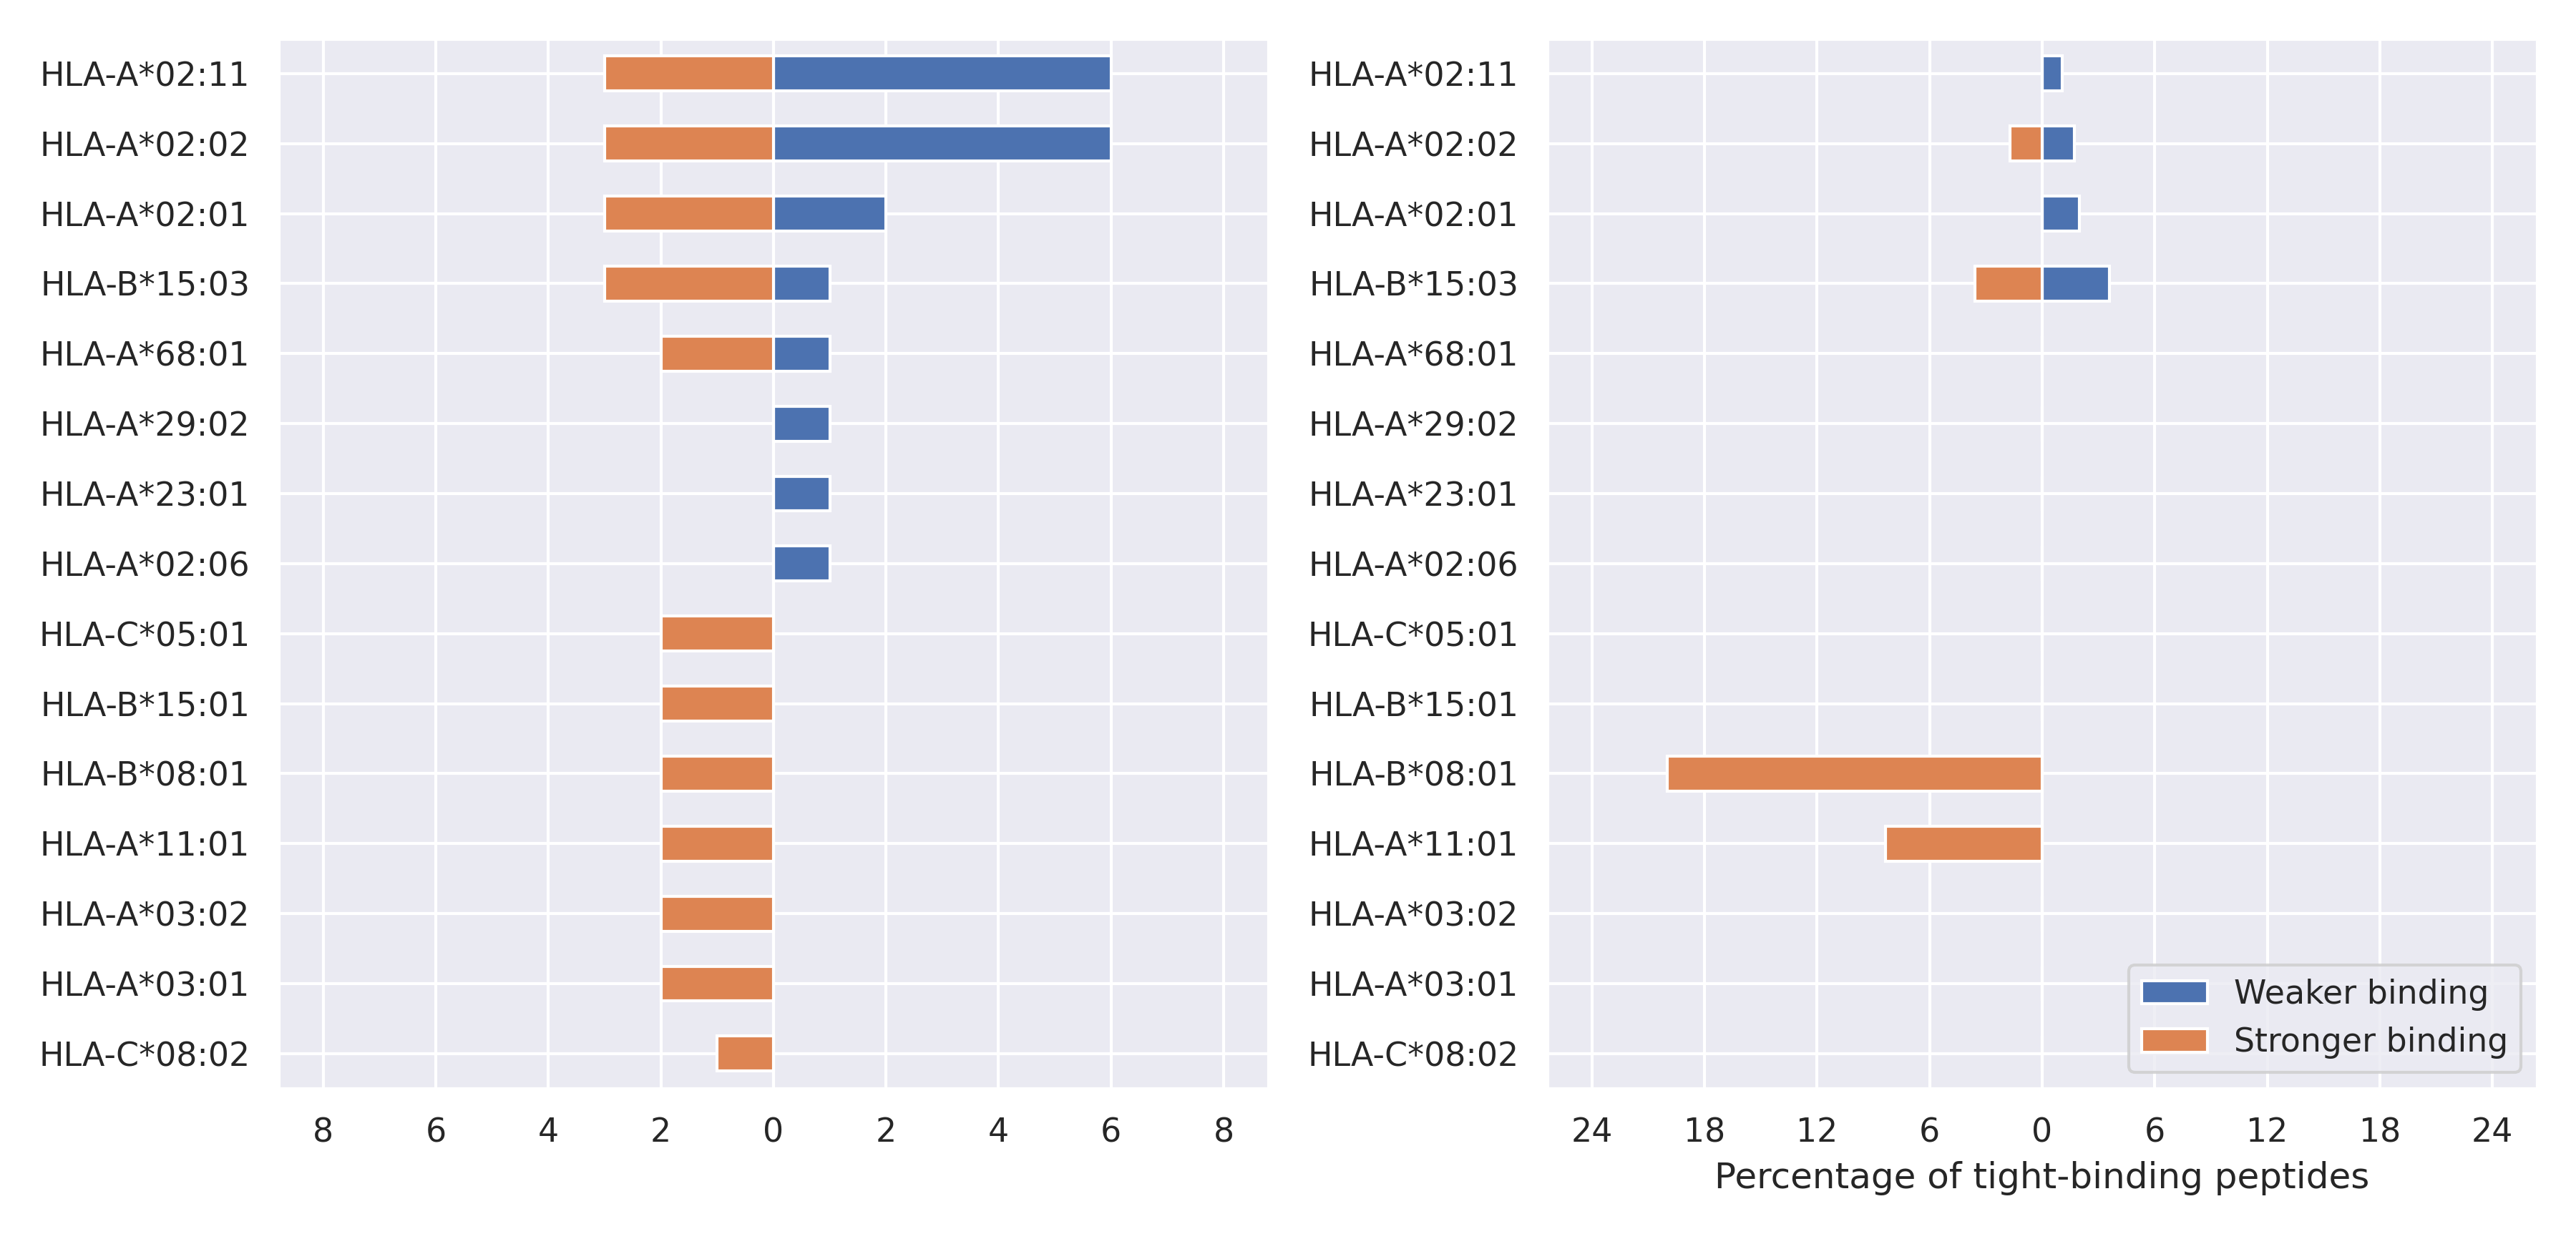 HLA-A*02:11
HLA-A*02:02
HLA-A*02:01
HLA-B*15:03
HLA-A*68:01
HLA-A*29:02
HLA-A*23:01
HLA-A*02:06
HLA-C*05:01
HLA-B*15:01
HLA-B*08:01
HLA-A*11:01
HLA-A*03:02
HLA-A*03:01
HLA-C*08:02
8 6 4 2 0 2 4 6 8
HLA-A*02:11
HLA-A*02:02
HLA-A*02:01
HLA-B*15:03
HLA-A*68:01
HLA-A*29:02
HLA-A*23:01
HLA-A*02:06
HLA-C*05:01
HLA-B*15:01
HLA-B*08:01
HLA-A*11:01
HLA-A*03:02
HLA-A*03:01
HLA-C*08:02
Weaker binding
Stronger binding
24 18 12 6 0 6 12 18 24
Percentage of tight-binding peptides